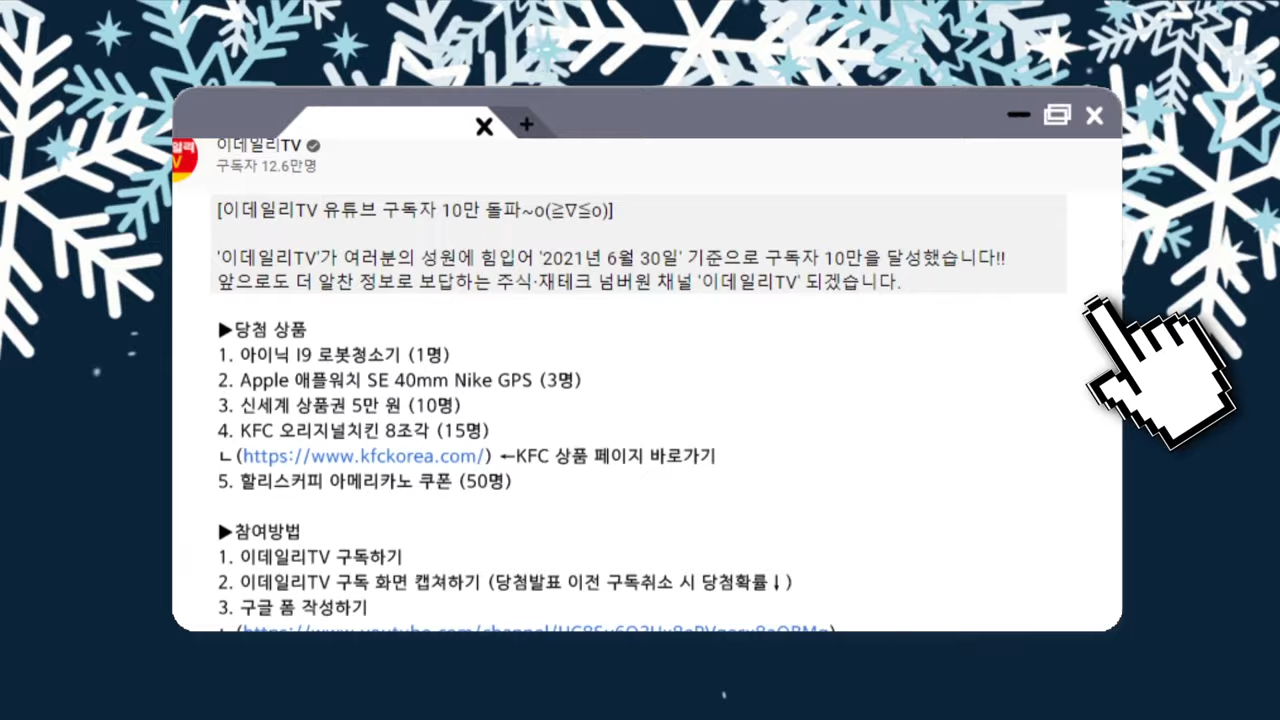 이데일리TV
구독자 12.6만명
[이데일리TV 유튜브 구독자 10만 돌파~o(≧∇≦o)]
'이데일리TV'가 여러분의 성원에 힘입어 '2021년 6월 30일' 기준으로 구독자 10만을 달성했습니다!!
앞으로도 더 알찬 정보로 보답하는 주식·재테크 넘버원 채널 '이데일리TV' 되겠습니다.
▶당첨 상품
1. 아이닉 I9 로봇청소기 (1명)
2. Apple 애플워치 SE 40mm Nike GPS (3명)
3. 신세계 상품권 5만 원 (10명)
4. KFC 오리지널치킨 8조각 (15명)
ㄴ(https://www.kfckorea.com/) ←KFC 상품 페이지 바로가기
5. 할리스커피 아메리카노 쿠폰 (50명)
▶참여방법
1. 이데일리TV 구독하기
2. 이데일리TV 구독 화면 캡쳐하기 (당첨발표 이전 구독취소 시 당첨확률↓)
3. 구글 폼 작성하기